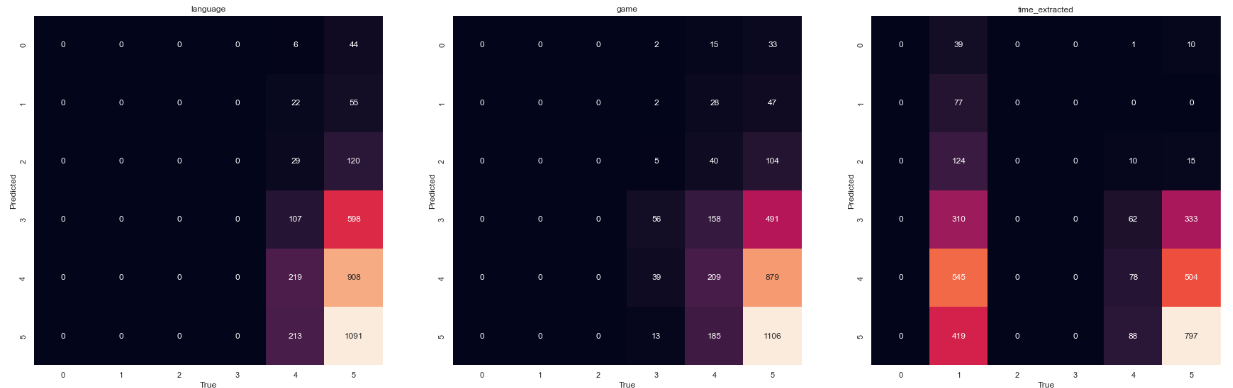 language
0 0 0 0 0 6 44
1 0 0 0 0 22 55
2 0 0 0 0 29 120
3 0 0 0 0 107 598
4 0 0 0 0 219 908
5 0 0 0 0 213 1091
0 1 2 3 4 5
Predicted
True
game
0 0 0 0 2 15 33
1 0 0 0 2 28 47
2 0 0 0 5 40 104
3 0 0 0 56 158 491
4 0 0 0 39 209 879
5 0 0 0 13 185 1106
0 1 2 3 4 5
Predicted
True
time_extracted
0 0 39 0 0 1 10
1 0 77 0 0 0 0
2 0 124 0 0 10 15
3 0 310 0 0 62 333
4 0 545 0 0 78 504
5 0 419 0 0 88 797
0 1 2 3 4 5
Predicted
True